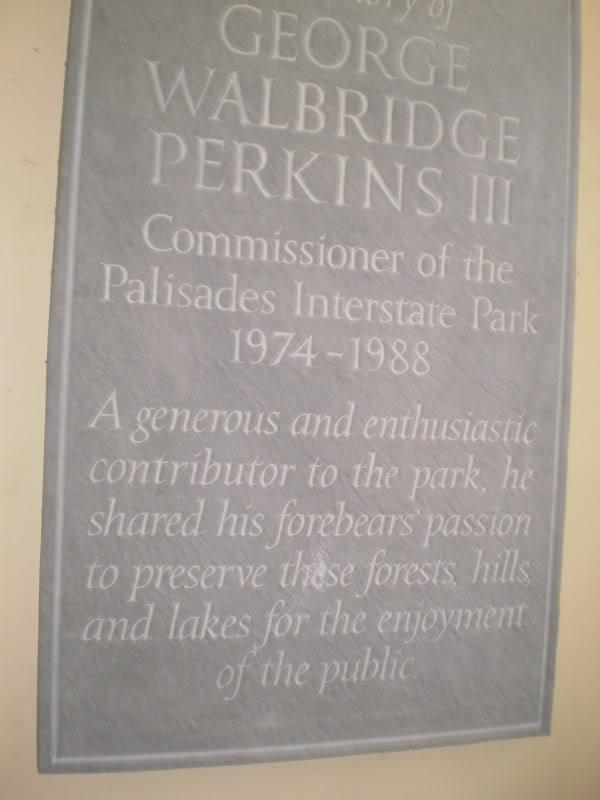 of
GEORGE
WALBRIDGE
PERKINS III
Commissioner of the
Palisades Interstate Park
1974-1988
A generous and enthusiastic
contributor to the park, he
shared his forebears' passion
to preserve these forests, hills,
and lakes for the enjoyment
of the public.